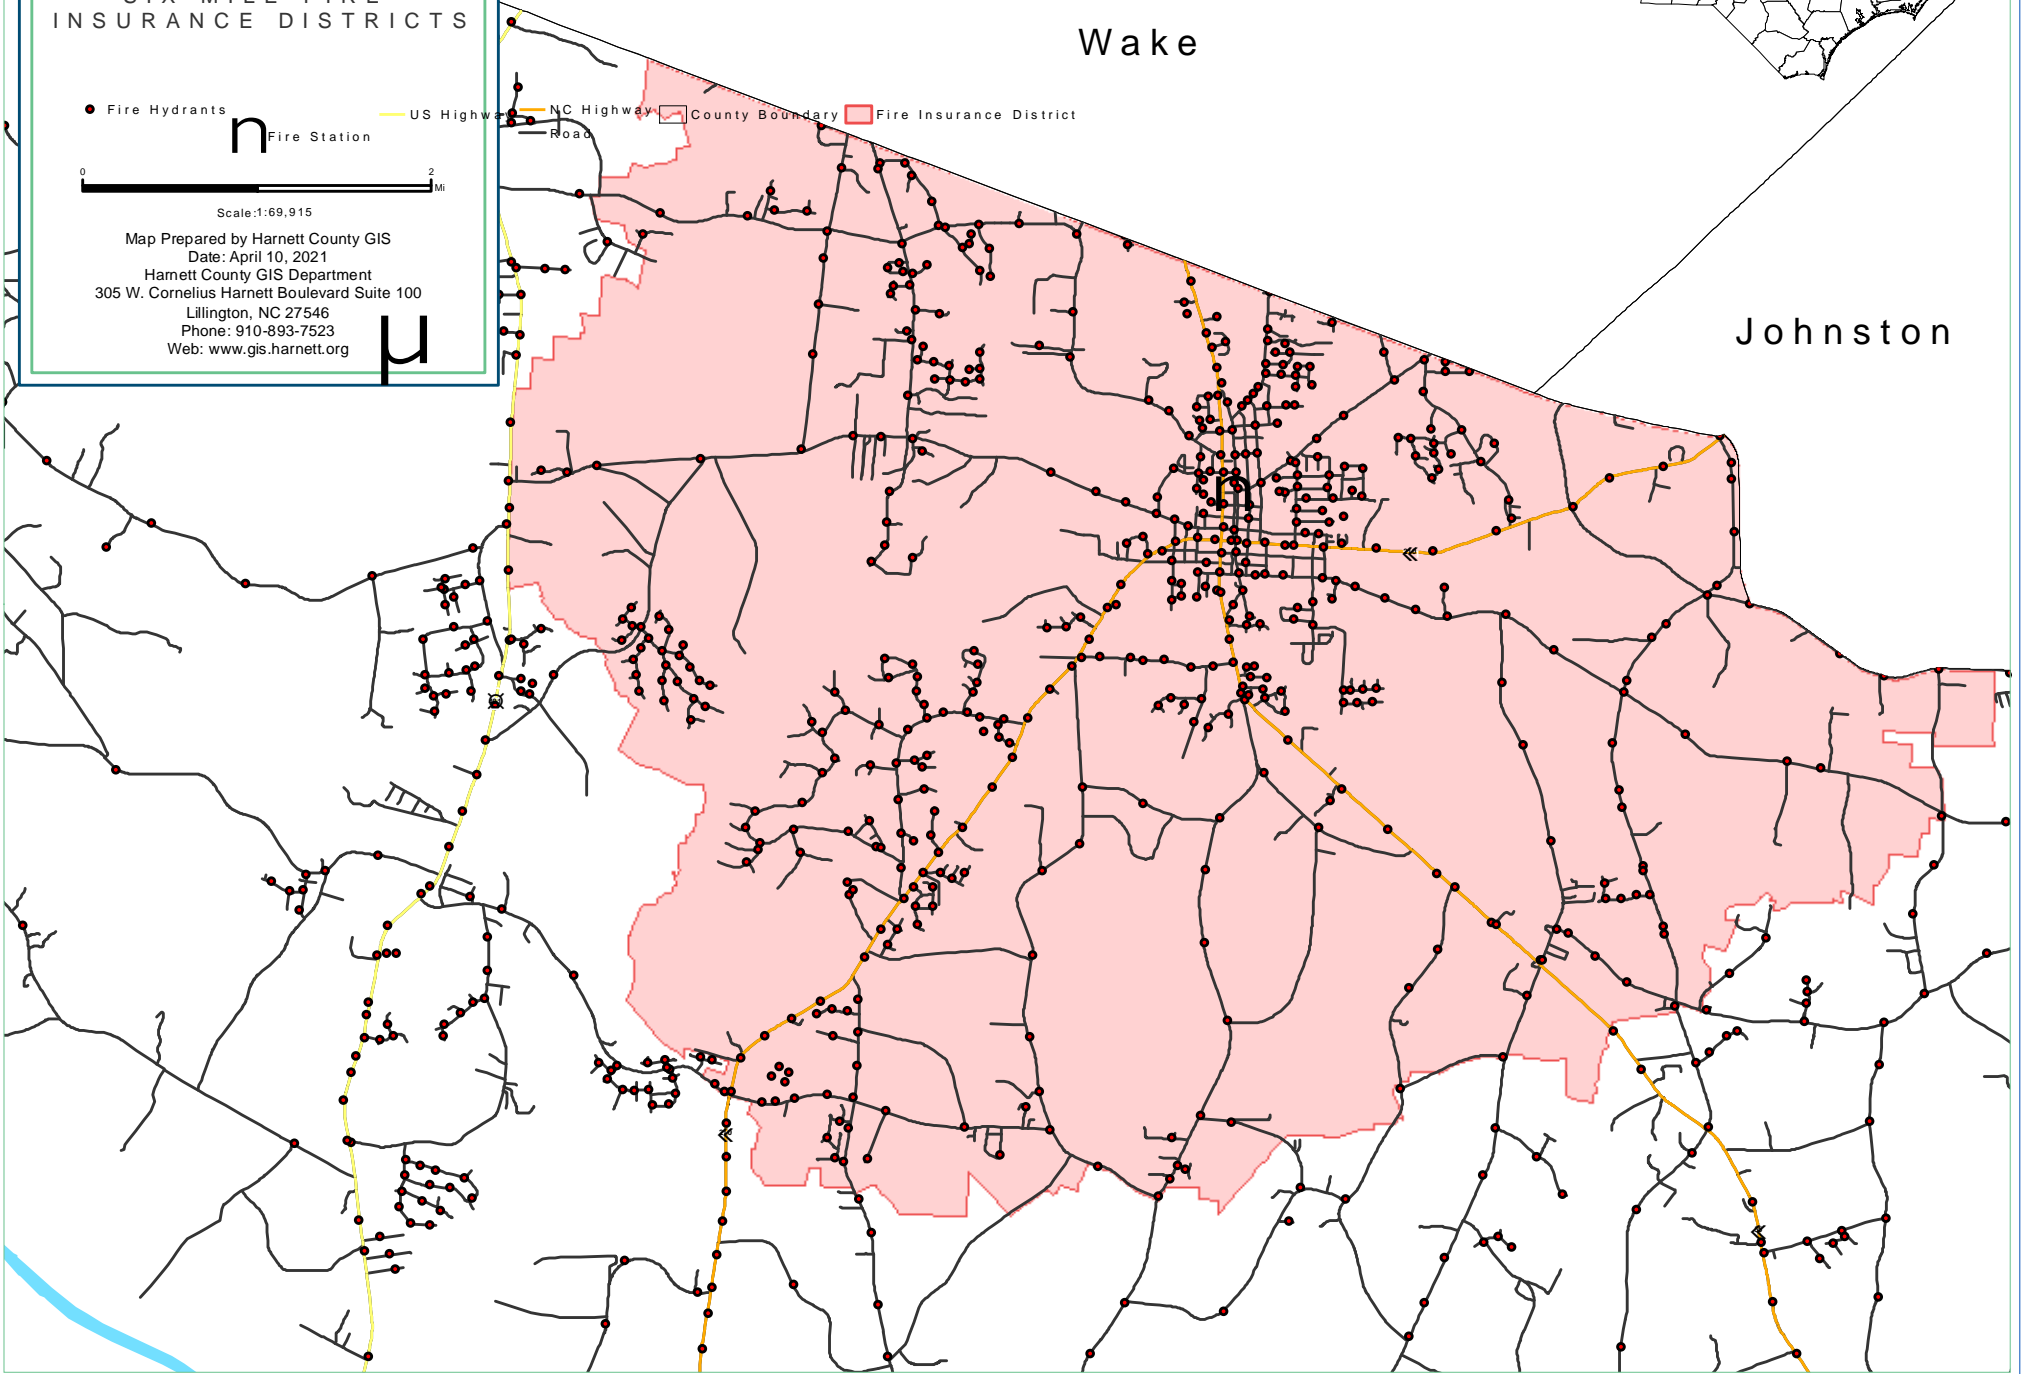 SIX MILE FIRE
INSURANCE DISTRICTS
Wake
Fire Hydrants
n
Fire Station
US Highway
NC Highway
Road
County Boundary
Fire Insurance District
0 2
Mi
Scale:1:69,915
Map Prepared by Harnett County GIS
Date: April 10, 2021
Harnett County GIS Department
305 W. Cornelius Harnett Boulevard Suite 100
Lillington, NC 27546
Phone: 910-893-7523
Web: www.gis.harnett.org
µ
Johnston
n